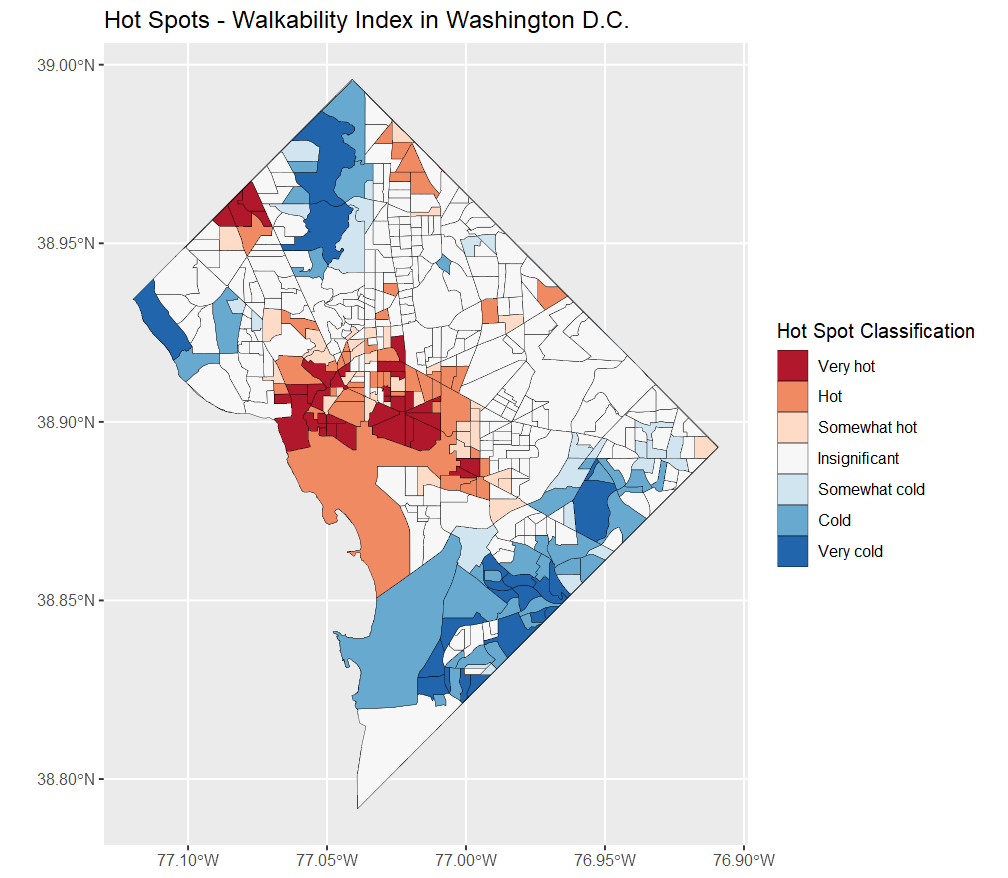 Hot Spots - Walkability Index in Washington D.C.
39.00°N
38.95°N
38.90°N
38.85°N
38.80°N
77.10°W
77.05°W
77.00°W
76.95°W
76.90°W
Hot Spot Classification
Very hot
Hot
Somewhat hot
Insignificant
Somewhat cold
Cold
Very cold